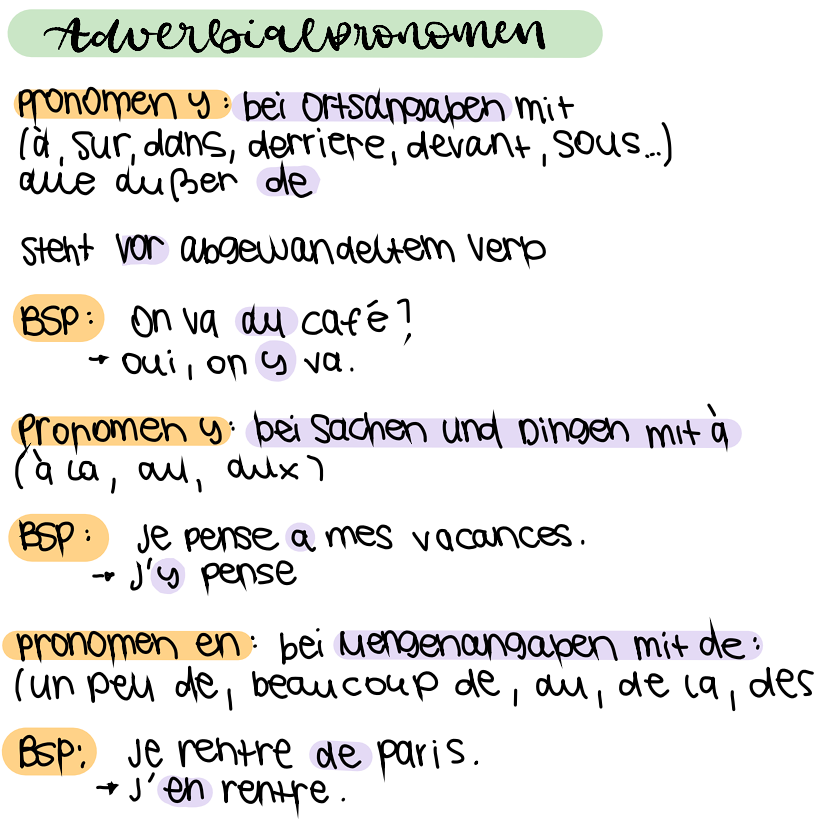 Adverbialpronomen
pronomen y: bei Ortsangaben mit
(à, sur, dans, derriere, devant, sous...)
alle außer de
steht vor abgewandeltem verb
BSP: On va au café?
→ oui, on y va.
pronomen y: bei Sachen und Dingen mit à
(à la, au, aux)
BSP: Je pense a mes vacances.
→ J'y pense
pronomen en: bei Mengenangaben mit de:
(un peu de, beaucoup de, du, de la, des
BSP: Je rentre de paris.
→ J'en rentre.